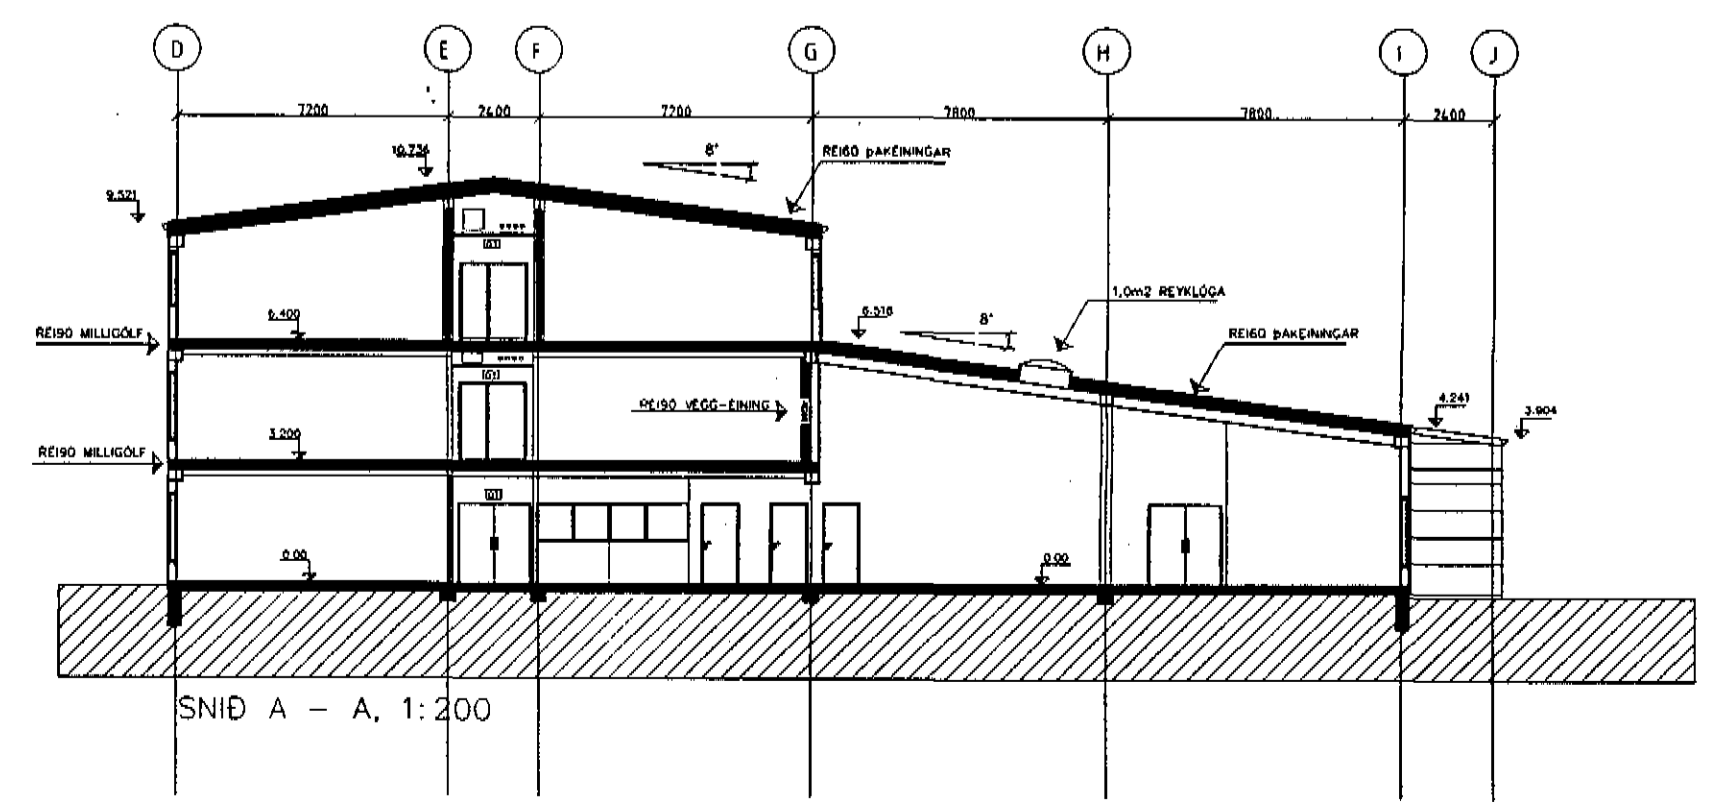 D E F G H I J
7200 2400 7200 7800 7800 2400
10.736 8° REI60 ÞAKEININGAR
9.521
1,0m2 REYKLÚGA
6.400 6.516 8°
REI90 MILLIGÓLF REI60 ÞAKEININGAR
REI90 VEGG-EINING 4.241 3.904
3.200
REI90 MILLIGÓLF
0.00 0.00
SNIÐ A - A, 1:200